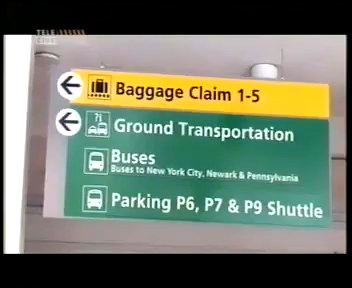 TELE
Baggage Claim 1-5
Ground Transportation
Buses
Buses to New York City, Newark & Pennsylvania
Parking P6, P7 & P9 Shuttle